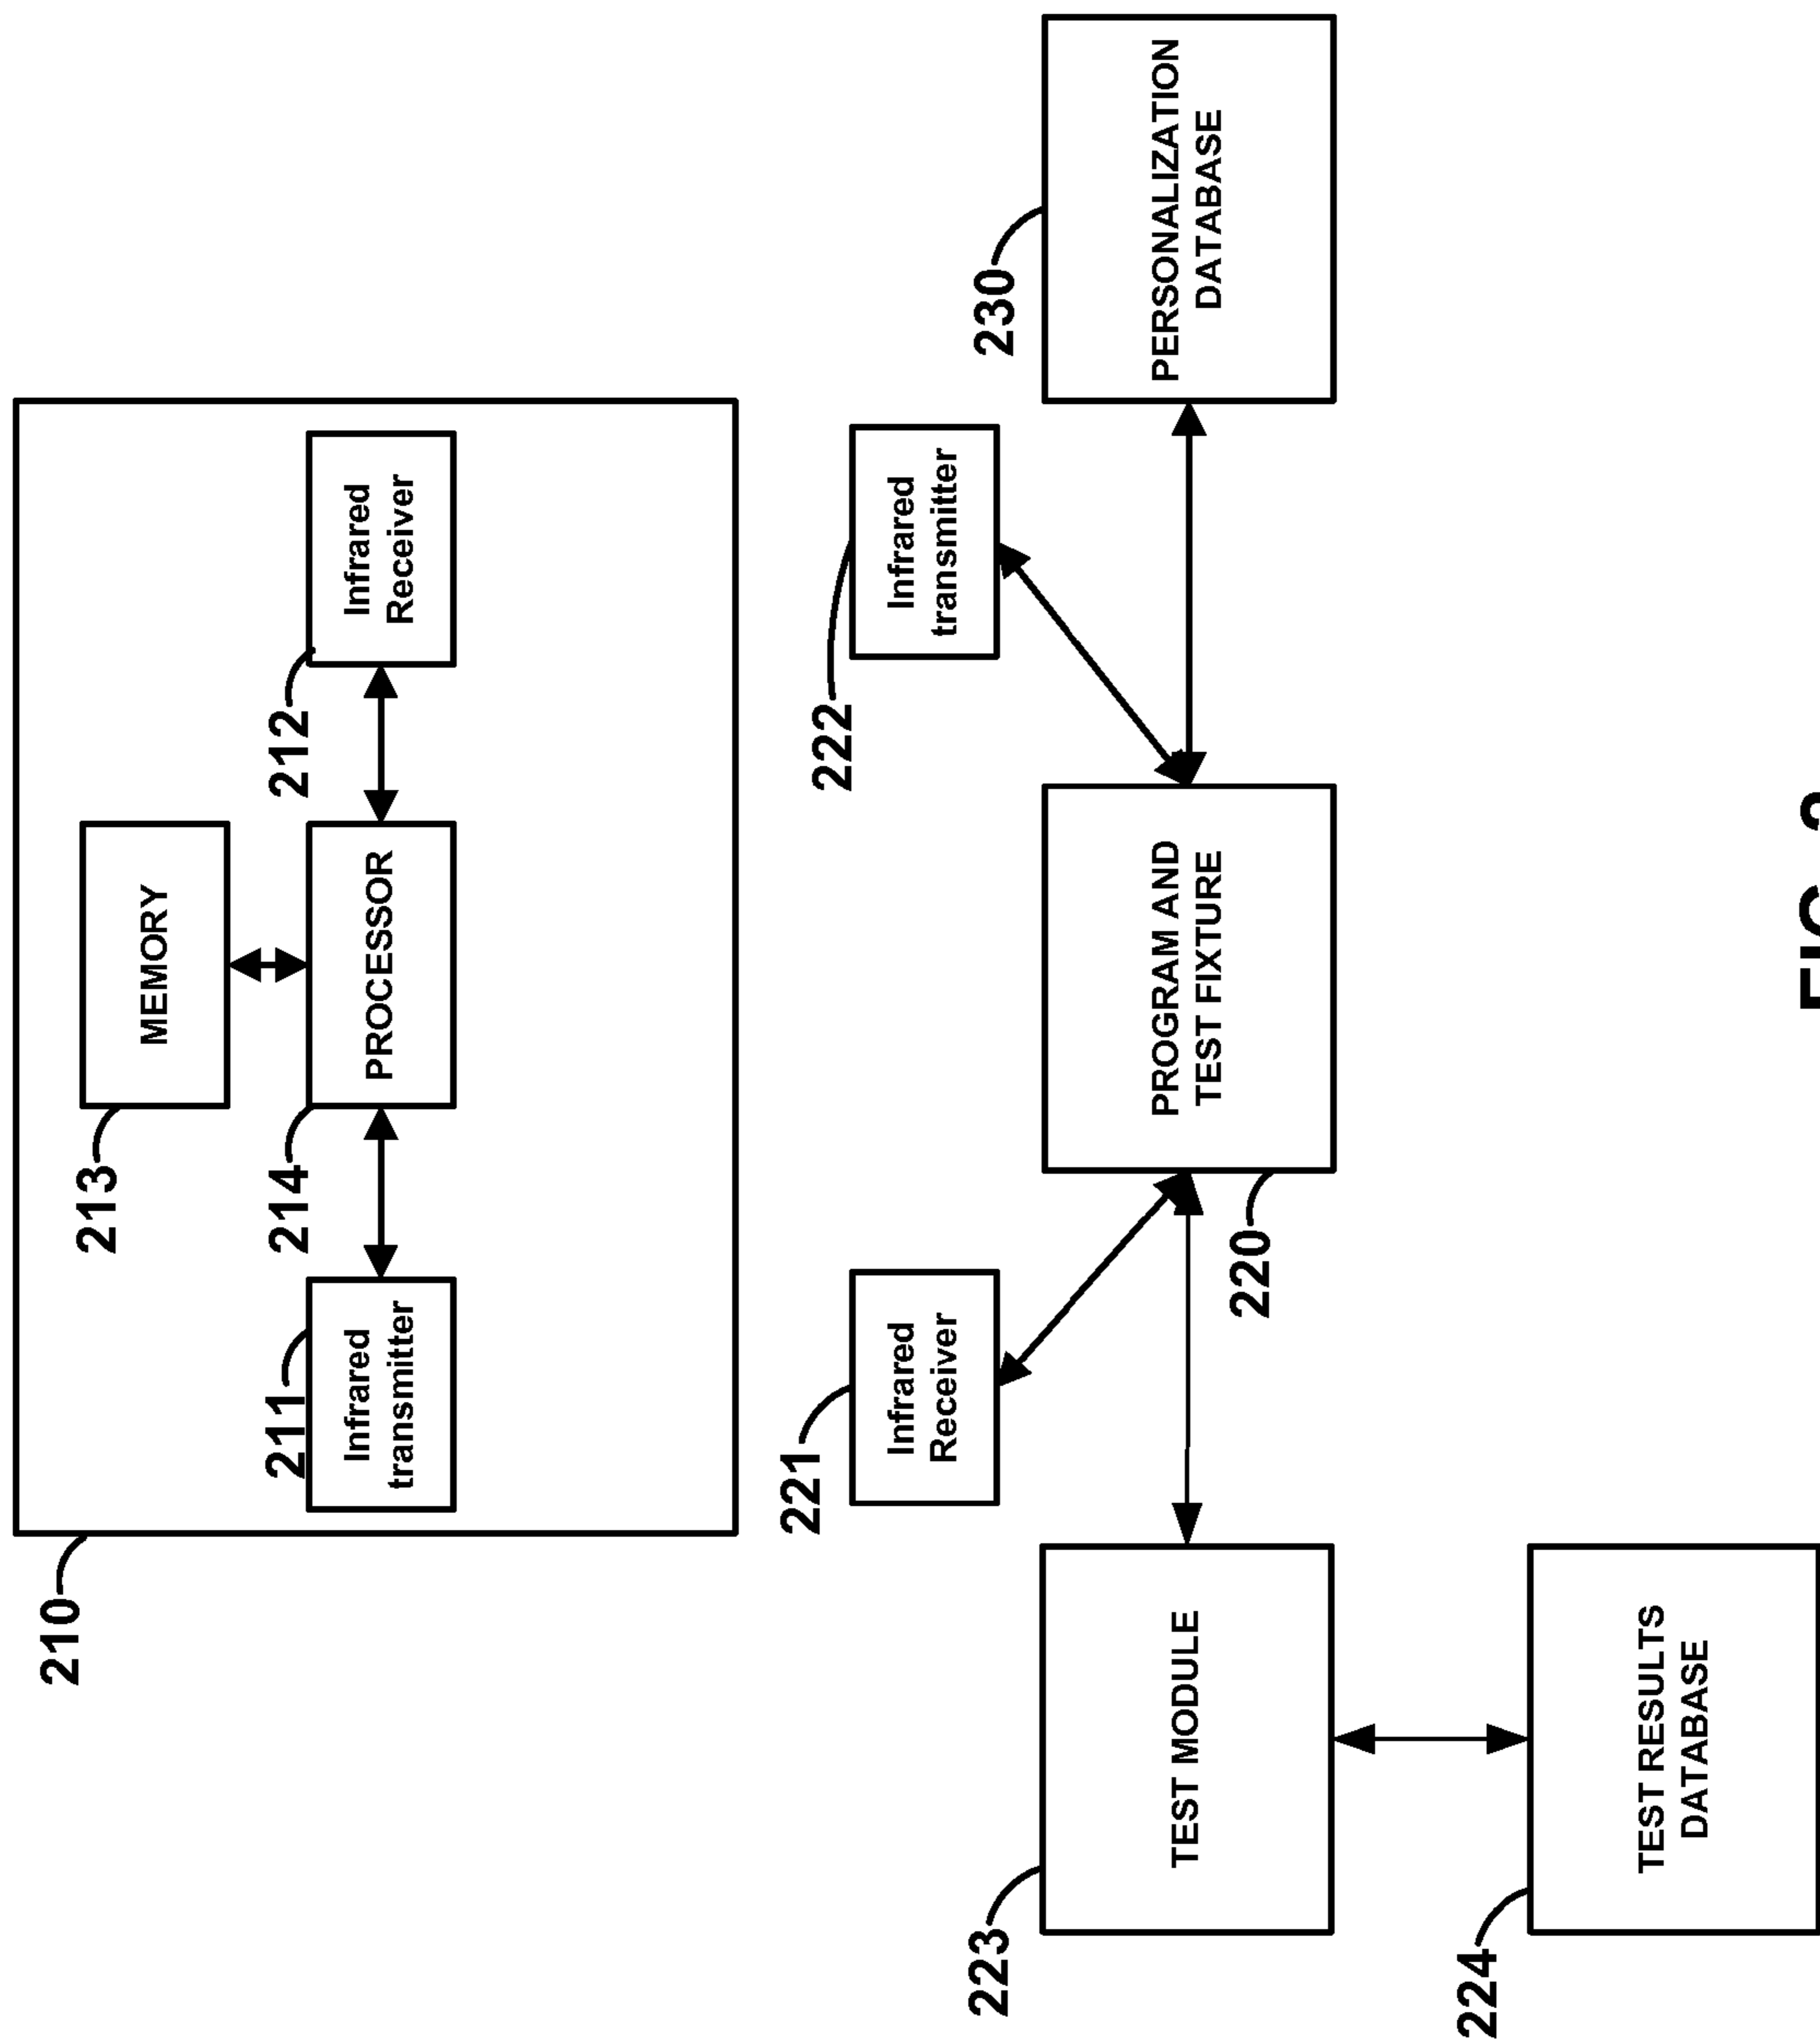 210
213
MEMORY
211
214
212
Infrared
transmitter
PROCESSOR
Infrared
Receiver
221
222
Infrared
Receiver
Infrared
transmitter
223
230
TEST MODULE
PROGRAM AND
TEST FIXTURE
PERSONALIZATION
DATABASE
220
224
TEST RESULTS
DATABASE